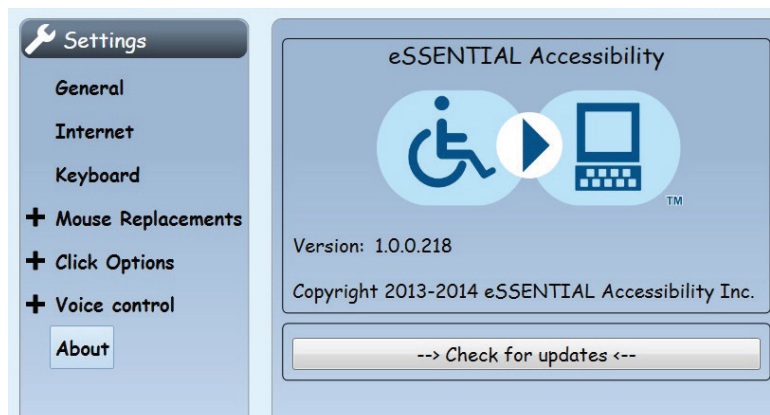 Settings
General
Internet
Keyboard
+ Mouse Replacements
+ Click Options
+ Voice control
About
eSSENTIAL Accessibility
TM
Version: 1.0.0.218
Copyright 2013-2014 eSSENTIAL Accessibility Inc.
--> Check for updates <--